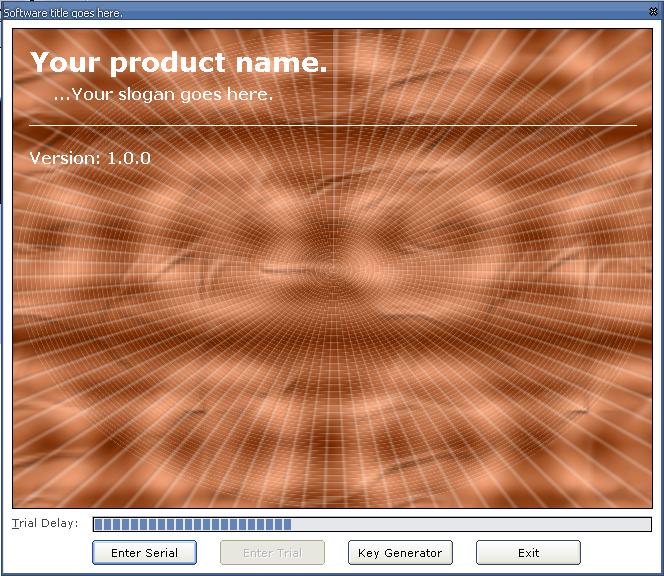 Software title goes here.
Your product name.
...Your slogan goes here.
Version: 1.0.0
Trial Delay:
Enter Serial
Enter Trial
Key Generator
Exit